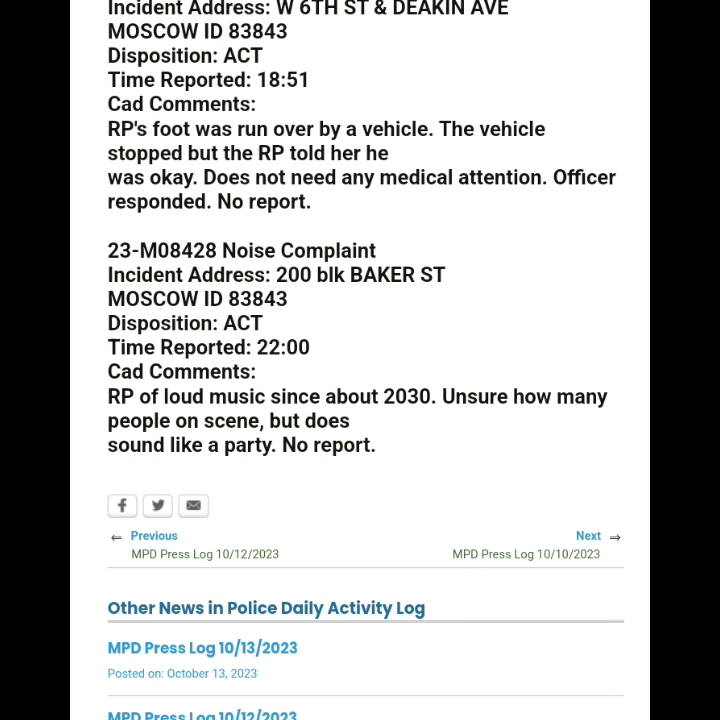 Incident Address: W 6TH ST & DEAKIN AVE
MOSCOW ID 83843
Disposition: ACT
Time Reported: 18:51
Cad Comments:
RP's foot was run over by a vehicle. The vehicle
stopped but the RP told her he
was okay. Does not need any medical attention. Officer
responded. No report.
23-M08428 Noise Complaint
Incident Address: 200 blk BAKER ST
MOSCOW ID 83843
Disposition: ACT
Time Reported: 22:00
Cad Comments:
RP of loud music since about 2030. Unsure how many
people on scene, but does
sound like a party. No report.
⇐ Previous
MPD Press Log 10/12/2023
Next ⇒
MPD Press Log 10/10/2023
Other News in Police Daily Activity Log
MPD Press Log 10/13/2023
Posted on: October 13, 2023
MPD Press Log 10/12/2023